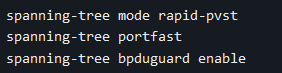 spanning-tree mode rapid-pvst
spanning-tree portfast
spanning-tree bpduguard enable